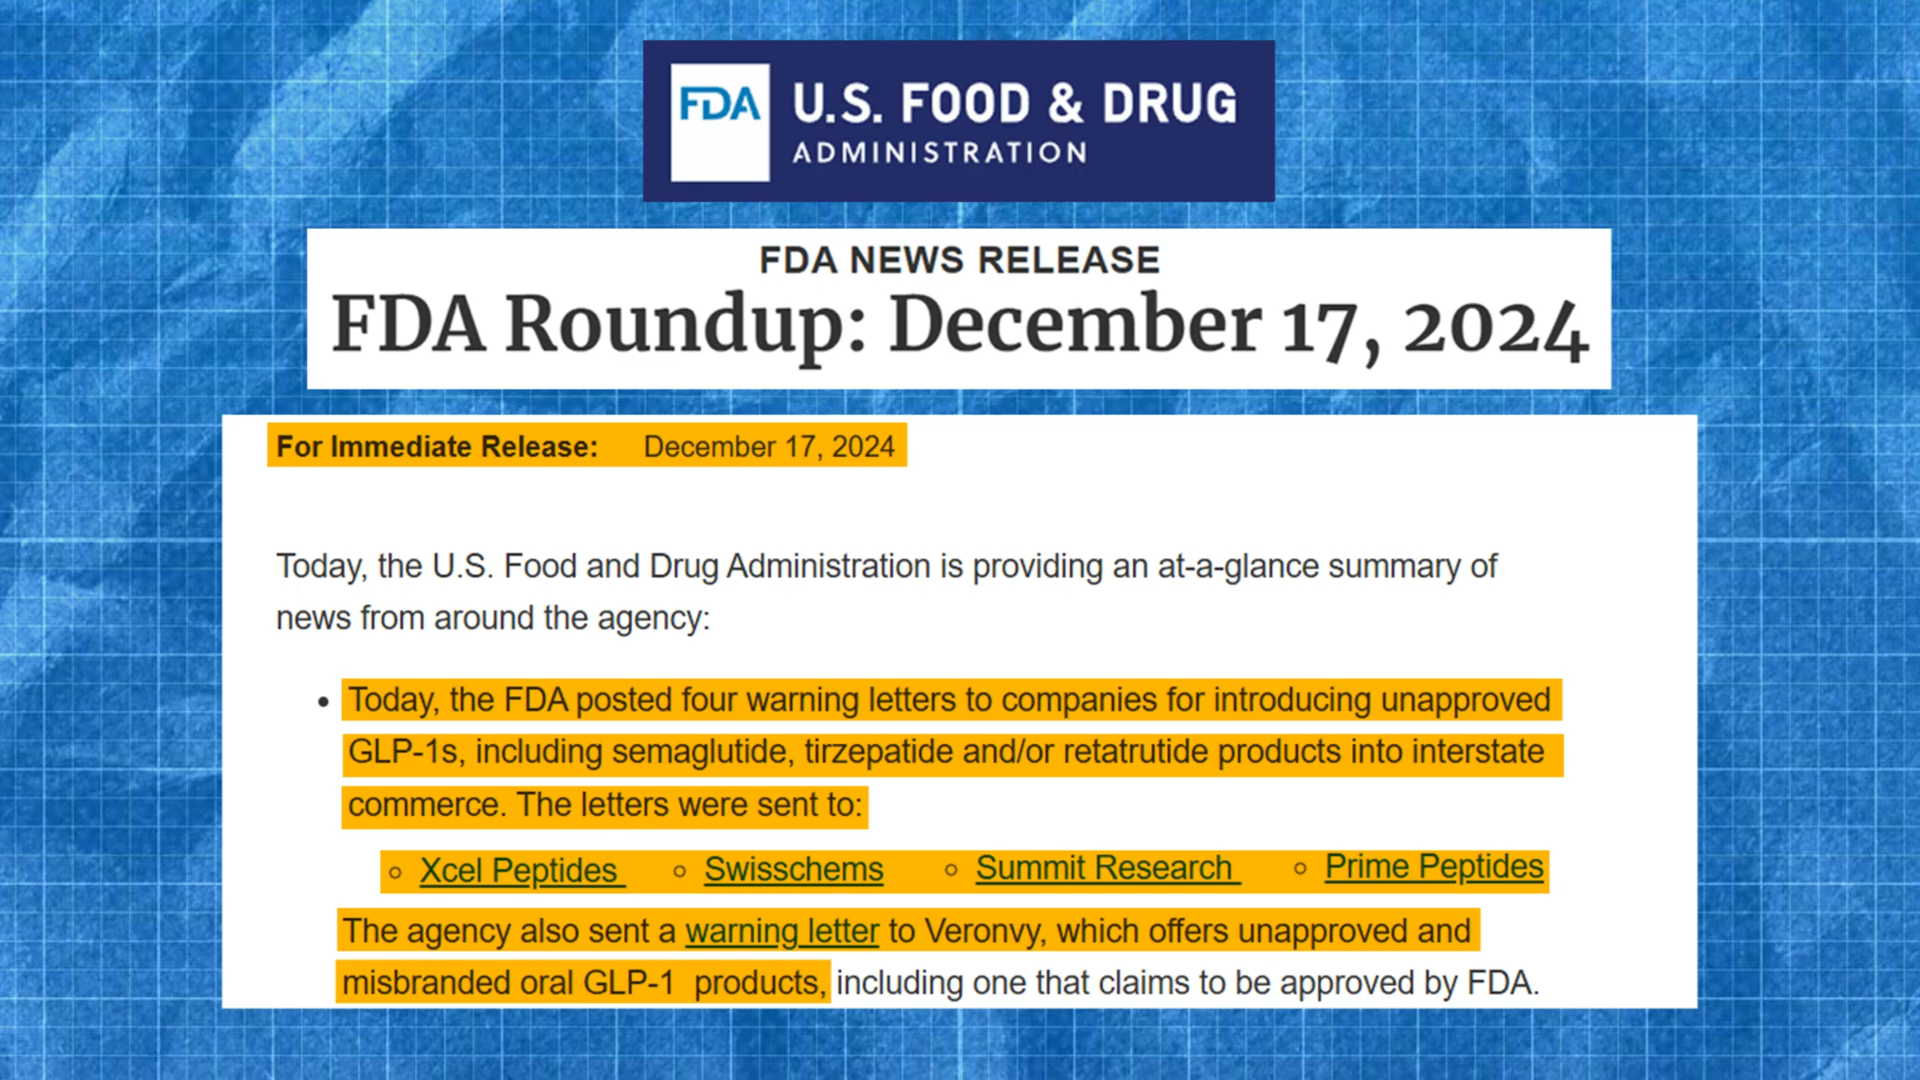 FDA U.S. FOOD & DRUG
ADMINISTRATION
FDA NEWS RELEASE
FDA Roundup: December 17, 2024
For Immediate Release: December 17, 2024
Today, the U.S. Food and Drug Administration is providing an at-a-glance summary of
news from around the agency:
• Today, the FDA posted four warning letters to companies for introducing unapproved
GLP-1s, including semaglutide, tirzepatide and/or retatrutide products into interstate
commerce. The letters were sent to:
◦ Xcel Peptides ◦ Swisschems ◦ Summit Research ◦ Prime Peptides
The agency also sent a warning letter to Veronvy, which offers unapproved and
misbranded oral GLP-1 products, including one that claims to be approved by FDA.